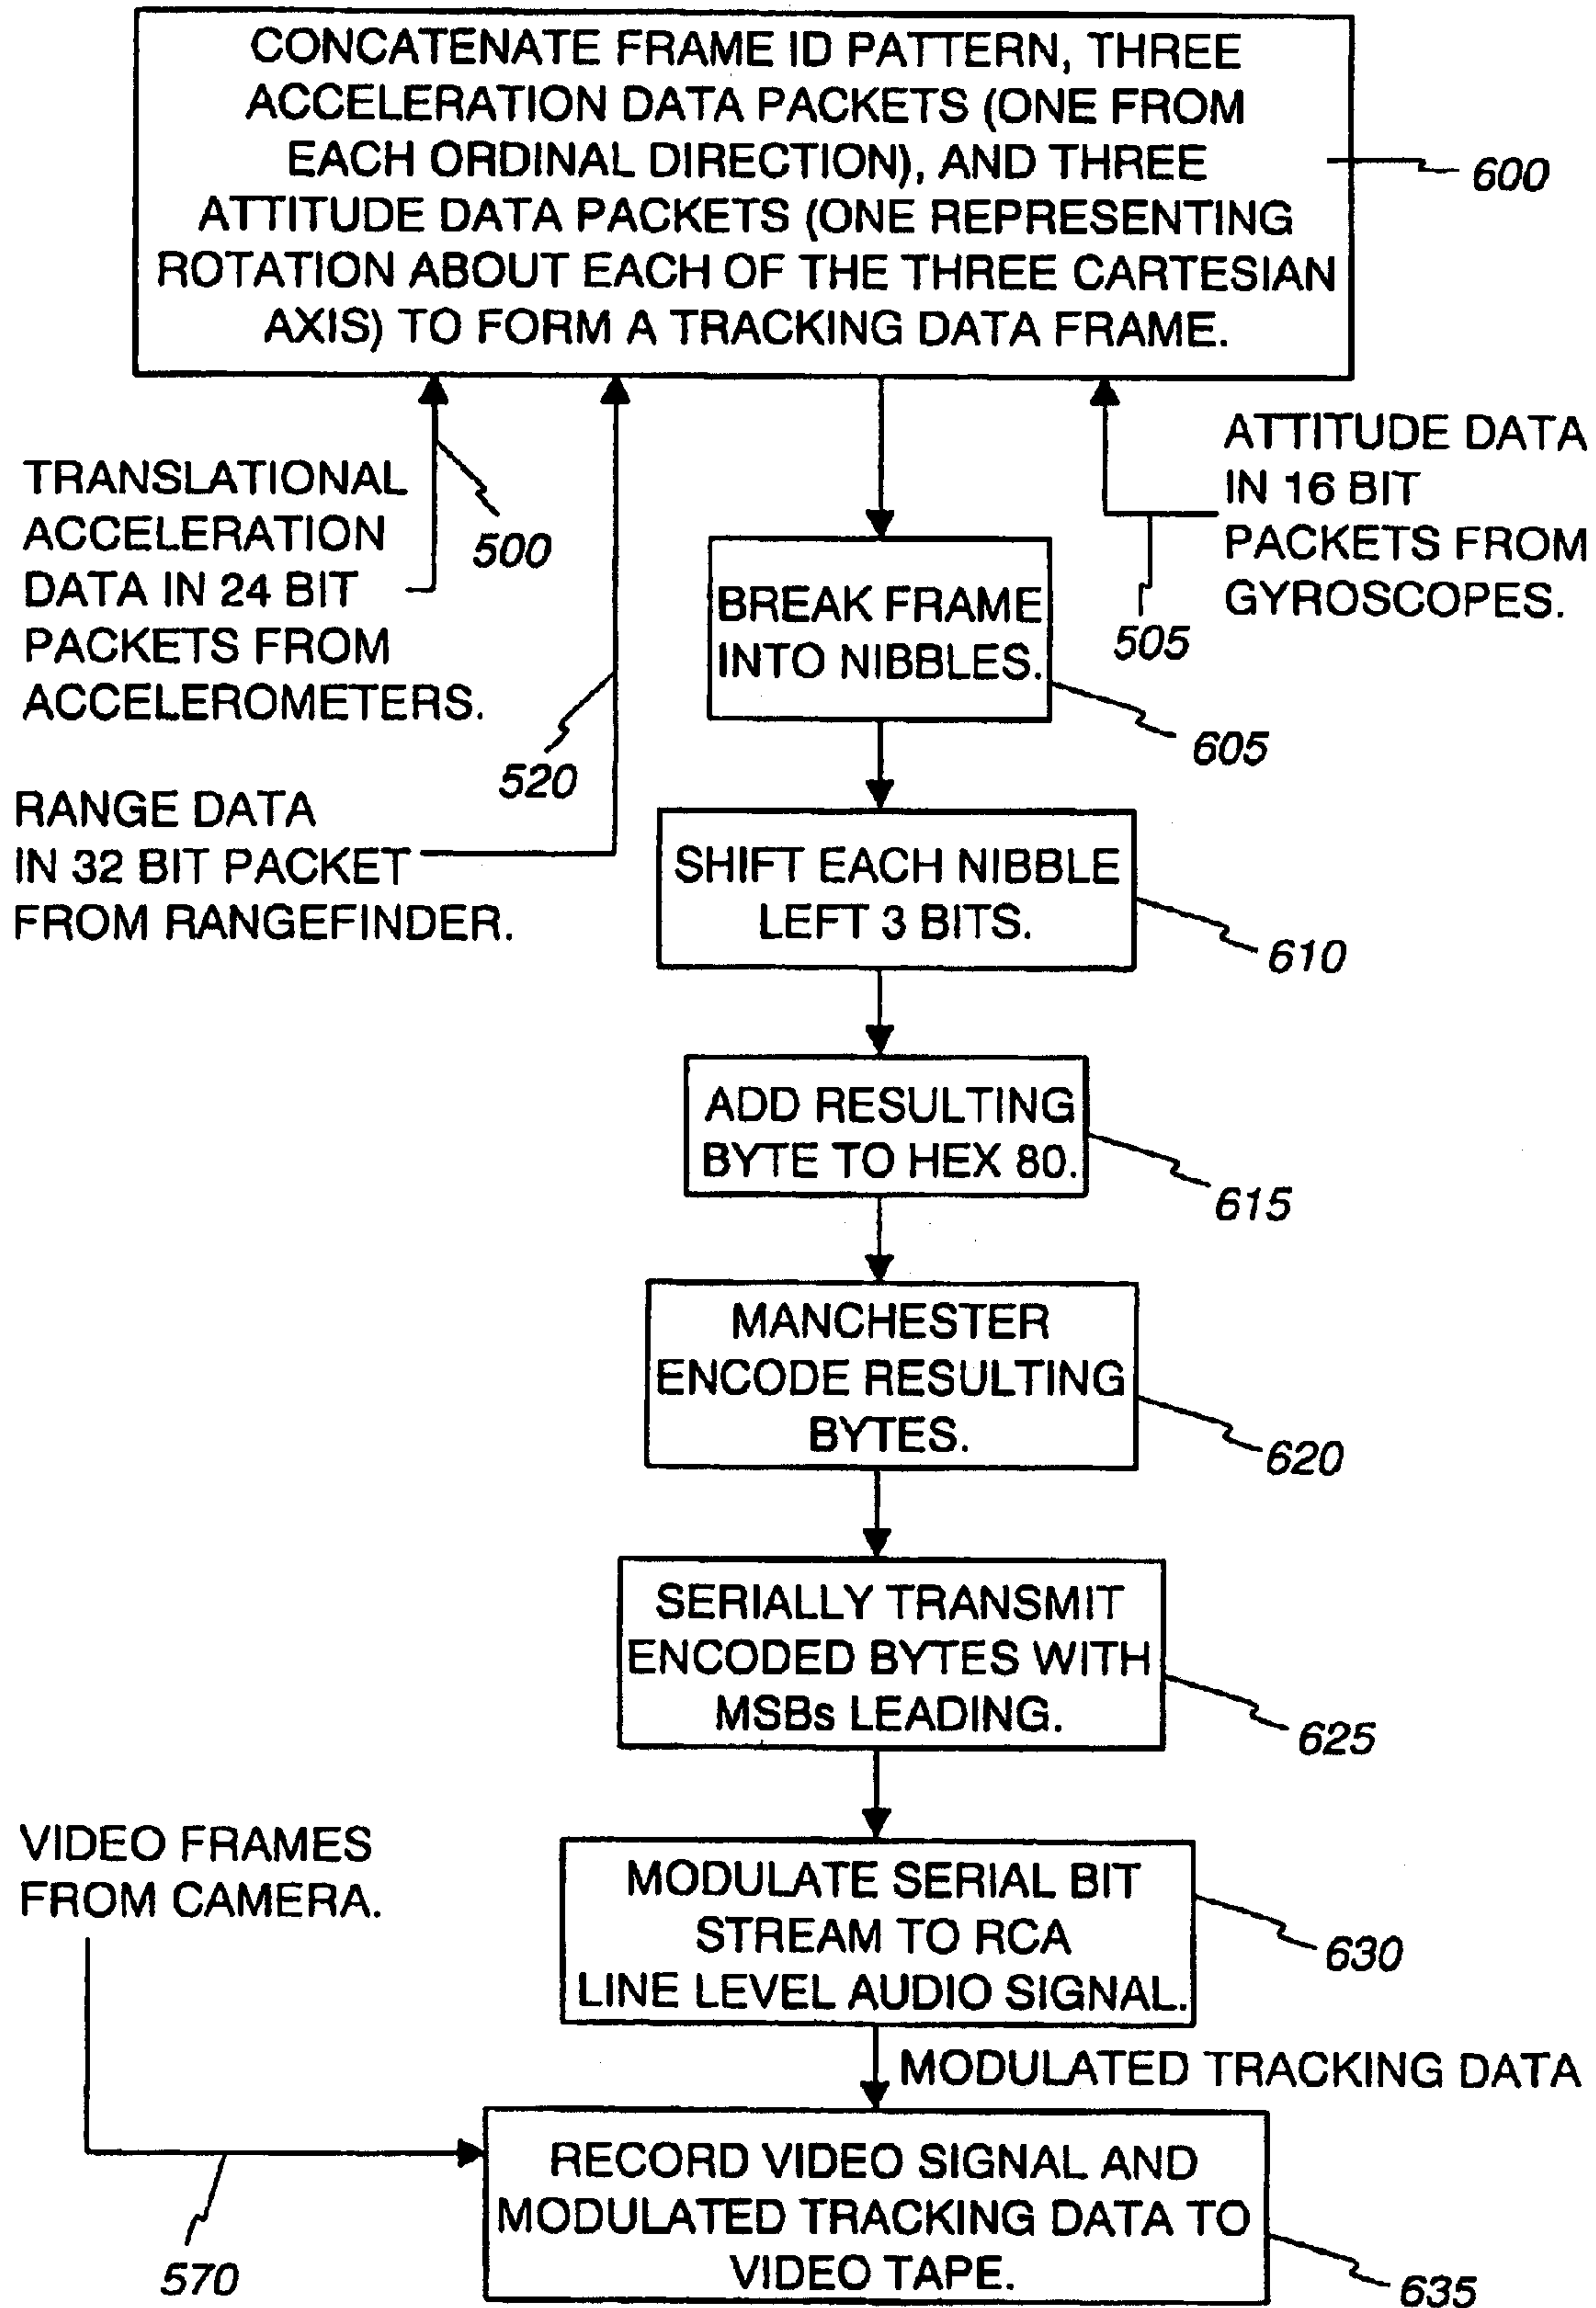 CONCATENATE FRAME ID PATTERN, THREE
ACCELERATION DATA PACKETS (ONE FROM
EACH ORDINAL DIRECTION), AND THREE
ATTITUDE DATA PACKETS (ONE REPRESENTING
ROTATION ABOUT EACH OF THE THREE CARTESIAN
AXIS) TO FORM A TRACKING DATA FRAME.
600
TRANSLATIONAL
ACCELERATION
DATA IN 24 BIT
PACKETS FROM
ACCELEROMETERS.
500
ATTITUDE DATA
IN 16 BIT
PACKETS FROM
GYROSCOPES.
505
BREAK FRAME
INTO NIBBLES.
605
520
RANGE DATA
IN 32 BIT PACKET
FROM RANGEFINDER.
SHIFT EACH NIBBLE
LEFT 3 BITS.
610
ADD RESULTING
BYTE TO HEX 80.
615
MANCHESTER
ENCODE RESULTING
BYTES.
620
SERIALLY TRANSMIT
ENCODED BYTES WITH
MSBs LEADING.
625
VIDEO FRAMES
FROM CAMERA.
MODULATE SERIAL BIT
STREAM TO RCA
LINE LEVEL AUDIO SIGNAL.
630
MODULATED TRACKING DATA
RECORD VIDEO SIGNAL AND
MODULATED TRACKING DATA TO
VIDEO TAPE.
570
635